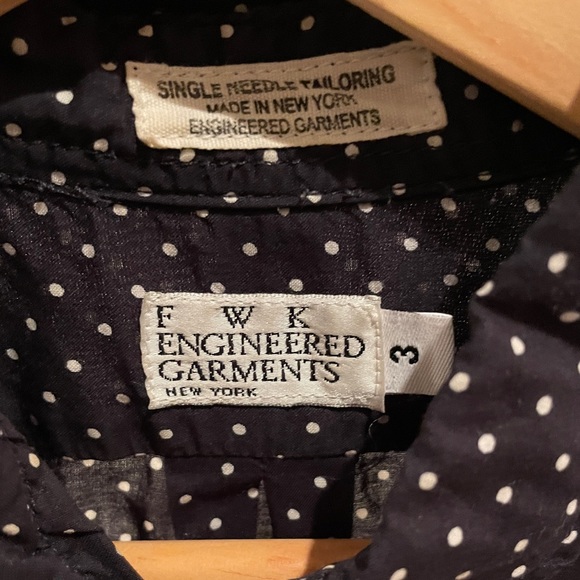 SINGLE NEEDLE TAILORING
MADE IN NEW YORK
ENGINEERED GARMENTS
F W K
ENGINEERED
GARMENTS
NEW YORK
3